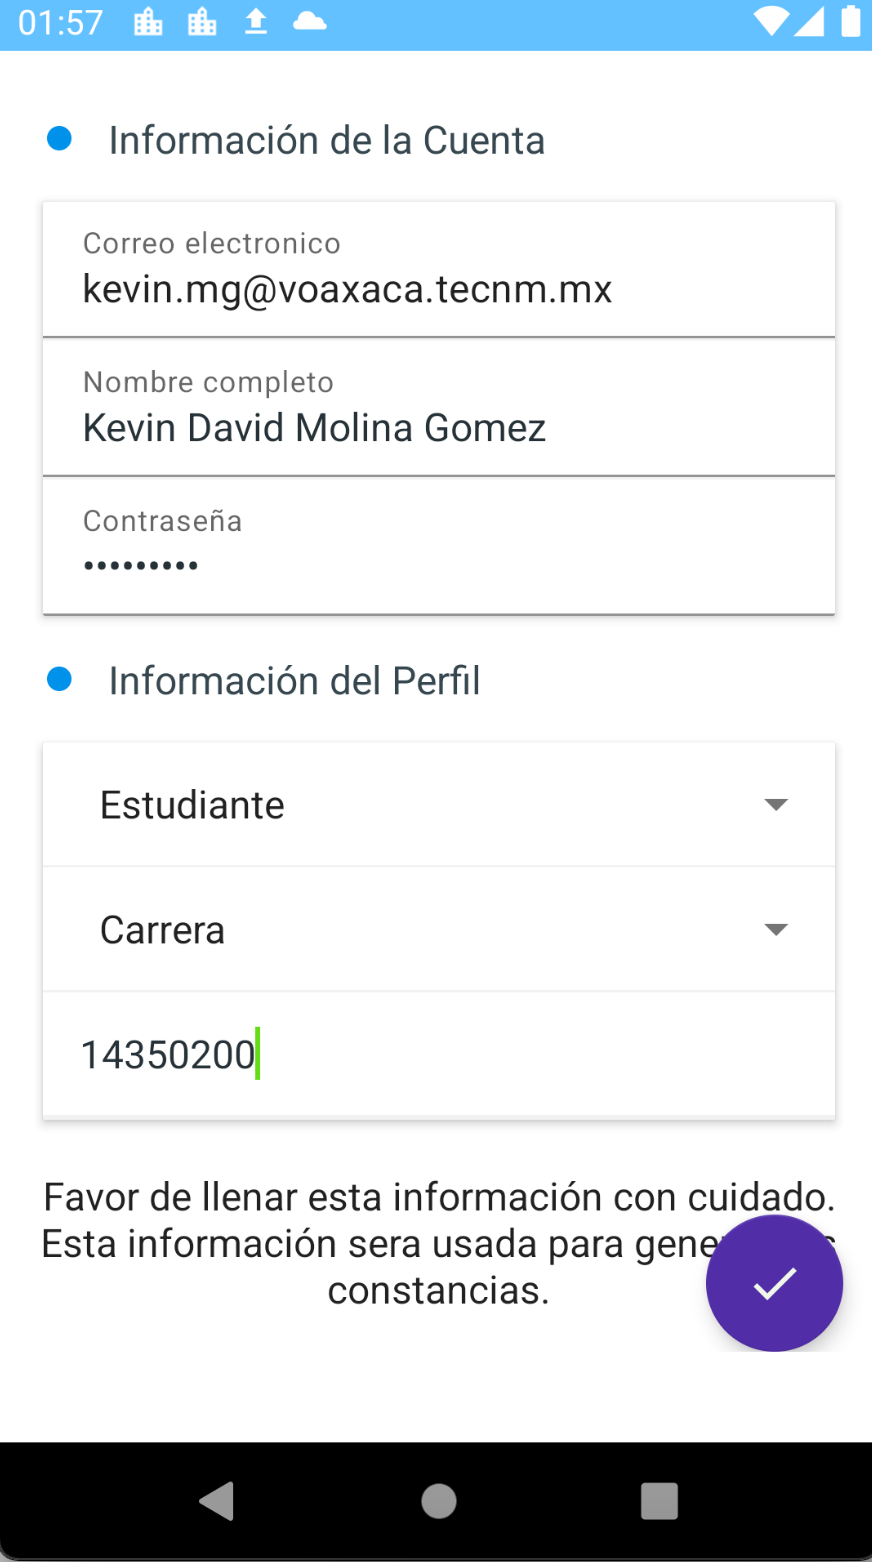 01:57
Información de la Cuenta
Correo electronico
kevin.mg@voaxaca.tecnm.mx
Nombre completo
Kevin David Molina Gomez
Contraseña
•••••••••
Información del Perfil
Estudiante
Carrera
14350200
Favor de llenar esta información con cuidado.
Esta información sera usada para
constancias.